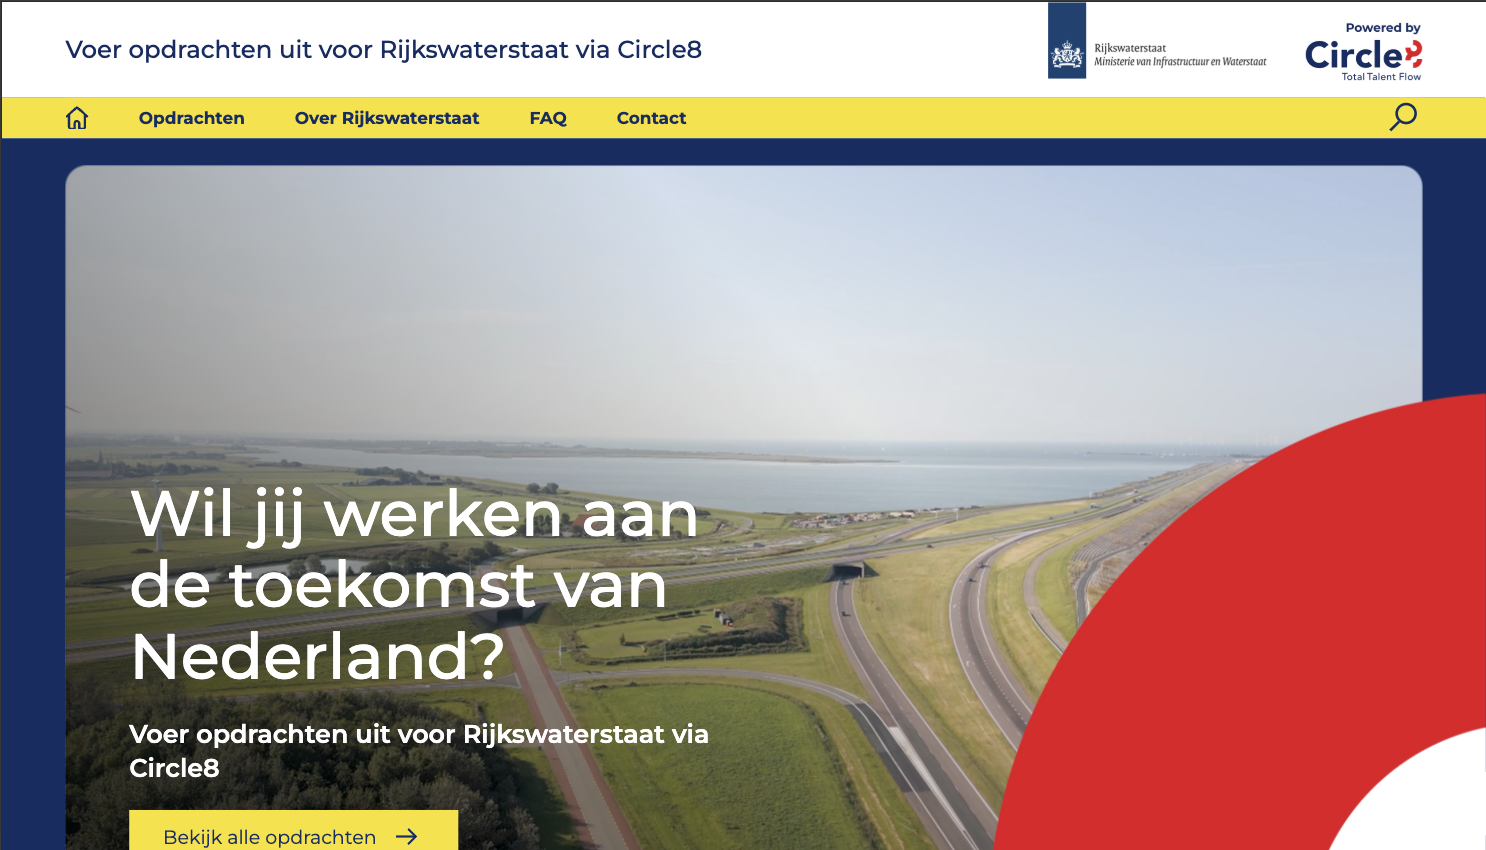 Voer opdrachten uit voor Rijkswaterstaat via Circle8
Rijkswaterstaat
Ministerie van Infrastructuur en Waterstaat
Powered by
Circle8
Total Talent Flow
Opdrachten
Over Rijkswaterstaat
FAQ
Contact
Wil jij werken aan
de toekomst van
Nederland?
Voer opdrachten uit voor Rijkswaterstaat via
Circle8
Bekijk alle opdrachten